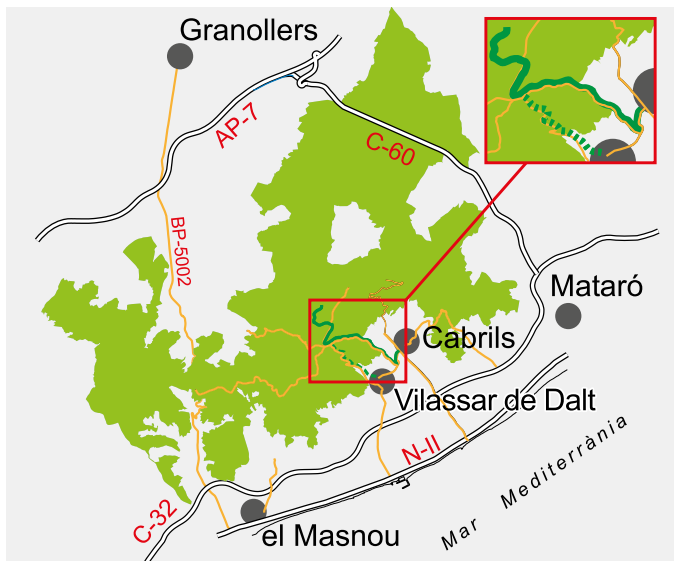 Granollers
AP-7
C-60
BP-5002
Mataró
Cabrils
Vilassar de Dalt
N-II
Mar Mediterrània
C-32
el Masnou